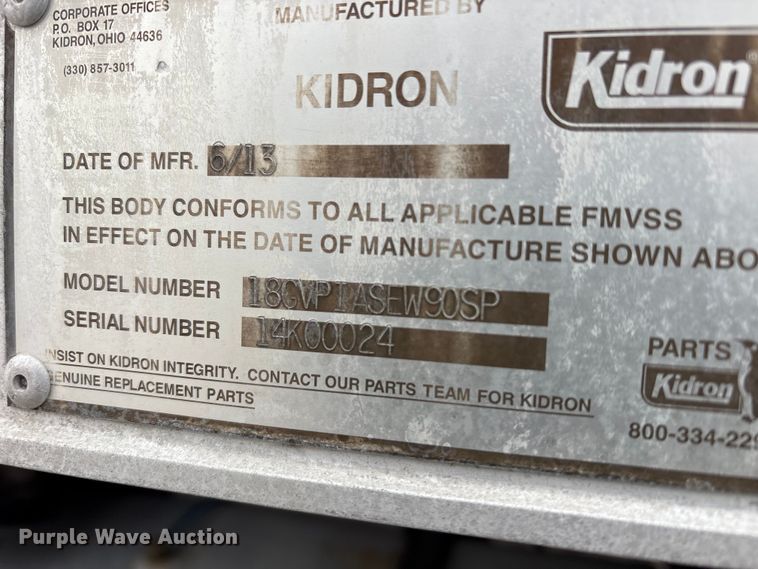 CORPORATE OFFICES
P.O. BOX 17
KIDRON, OHIO 44636
(330) 857-3011
MANUFACTURED BY
KIDRON
Kidron
DATE OF MFR. 6/13
THIS BODY CONFORMS TO ALL APPLICABLE FMVSS
IN EFFECT ON THE DATE OF MANUFACTURE SHOWN ABO
MODEL NUMBER 18GVPTASEW90SP
SERIAL NUMBER 14K00024
INSIST ON KIDRON INTEGRITY. CONTACT OUR PARTS TEAM FOR KIDRON
GENUINE REPLACEMENT PARTS
PARTS
Kidron
800-334-229
Purple Wave Auction